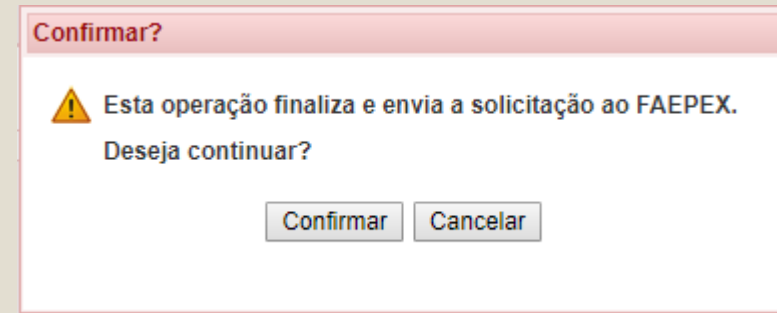 Confirmar?
Esta operação finaliza e envia a solicitação ao FAEPEX.
Deseja continuar?
Confirmar Cancelar